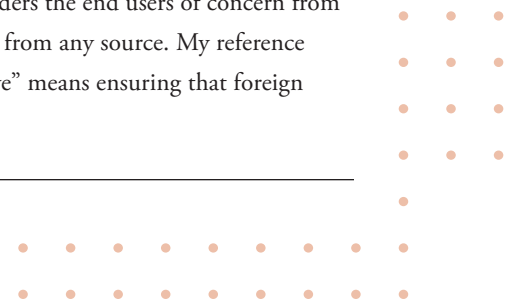 ders the end users of concern from
from any source. My reference
e” means ensuring that foreign